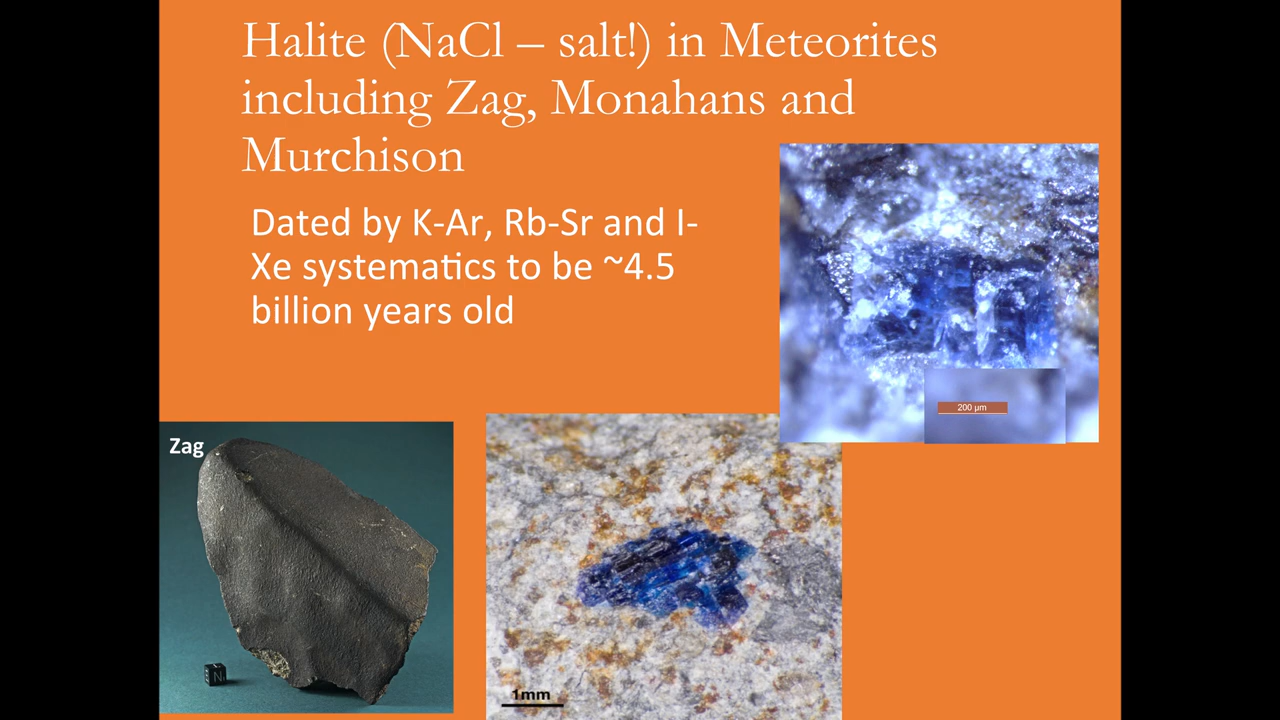 Halite (NaCl – salt!) in Meteorites
including Zag, Monahans and
Murchison
Dated by K-Ar, Rb-Sr and I-
Xe systematics to be ~4.5
billion years old
200 µm
Zag
N
1mm